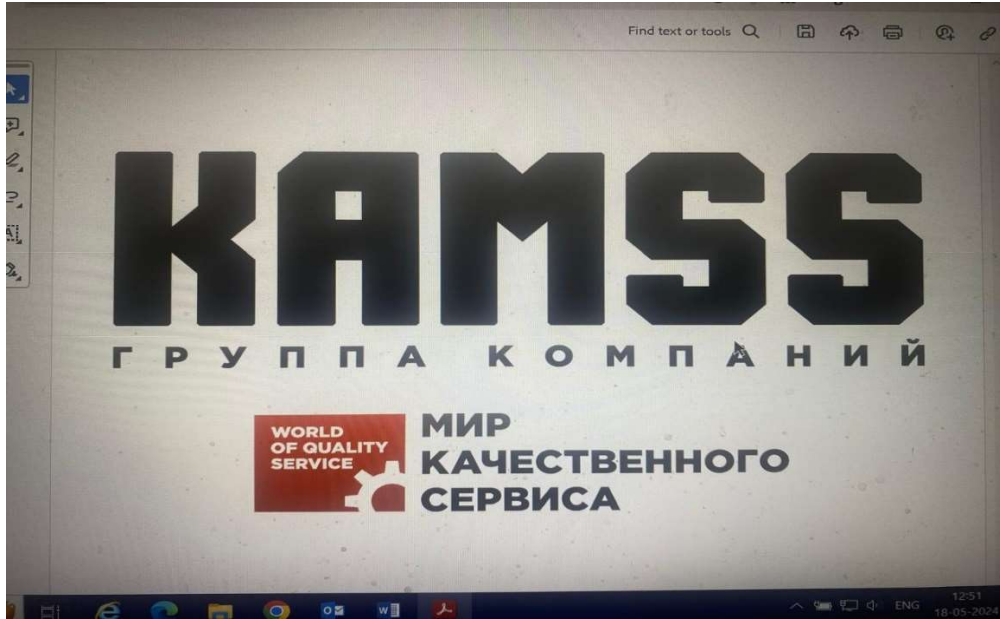 Find text or tools
KAMSS
ГРУППА КОМПАНИЙ
WORLD
OF QUALITY
SERVICE
МИР
КАЧЕСТВЕННОГО
СЕРВИСА
ENG
12:51
18-05-2024